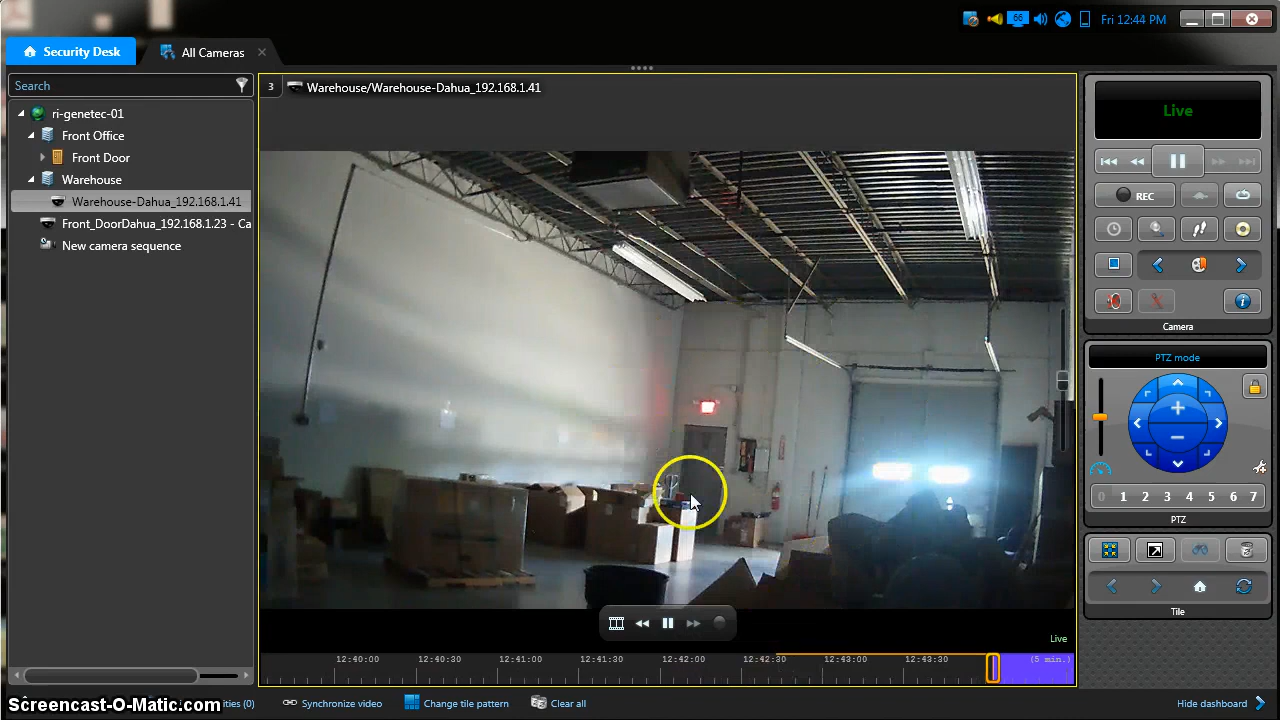 Fri 12:44 PM
66
Security Desk
All Cameras
Search
ri-genetec-01
Front Office
Front Door
Warehouse
Warehouse-Dahua_192.168.1.41
Front_DoorDahua_192.168.1.23 - Ca
New camera sequence
3
Warehouse/Warehouse-Dahua_192.168.1.41
Live
12:40:00 12:40:30 12:41:00 12:41:30 12:42:00 12:42:30 12:43:00 12:43:30 (5 min.)
Live
REC
Camera
PTZ mode
0 1 2 3 4 5 6 7
PTZ
Tile
Screencast-O-Matic.com
ities (0)
Synchronize video
Change tile pattern
Clear all
Hide dashboard